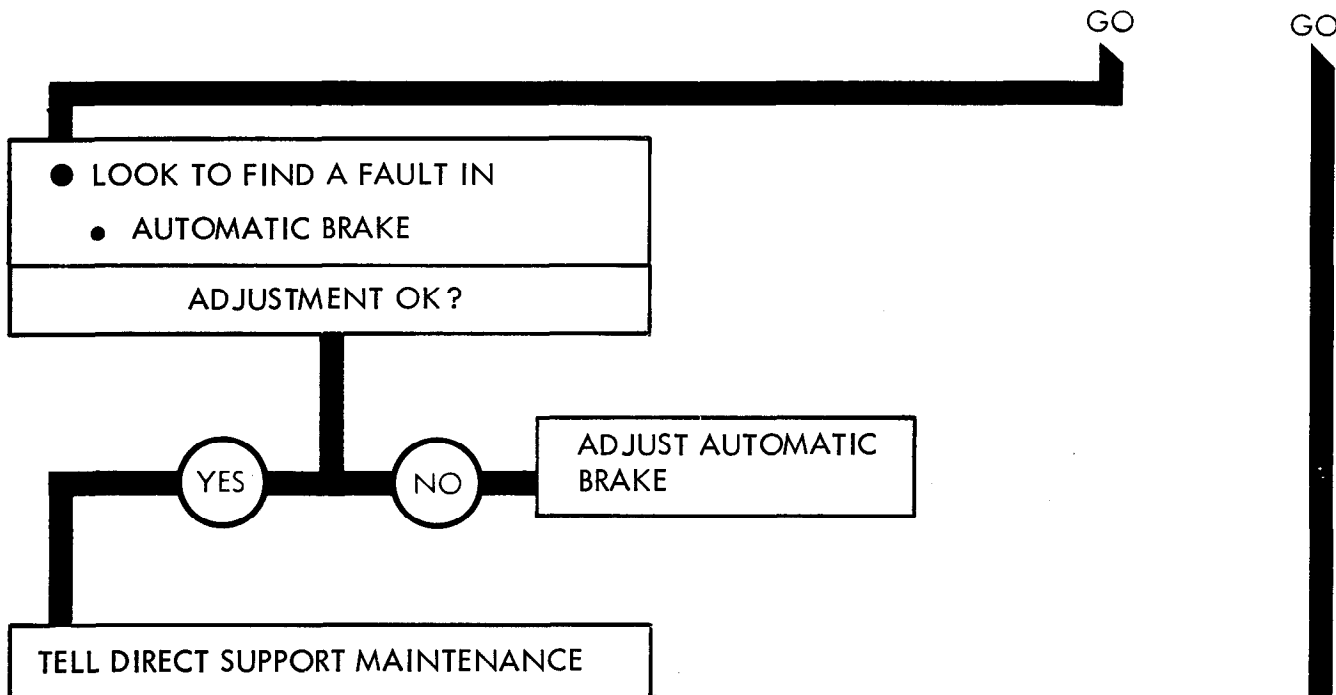 GO
GO
● LOOK TO FIND A FAULT IN
● AUTOMATIC BRAKE
ADJUSTMENT OK?
YES
NO
ADJUST AUTOMATIC
BRAKE
TELL DIRECT SUPPORT MAINTENANCE